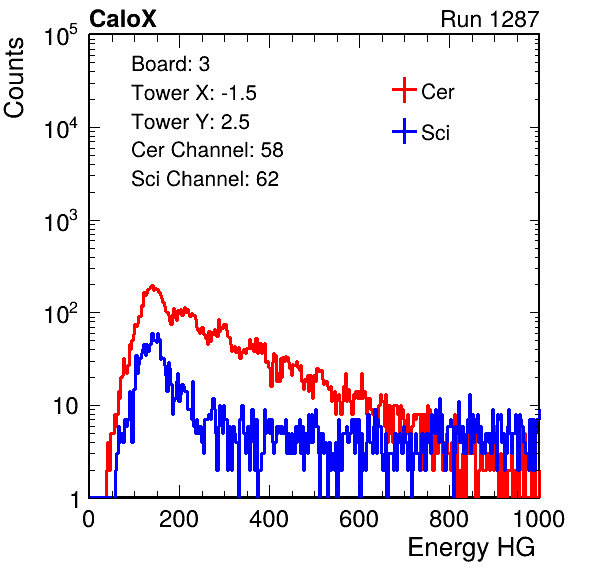 CaloX Run 1287
Counts
Board: 3
Tower X: -1.5
Tower Y: 2.5
Cer Channel: 58
Sci Channel: 62
Cer
Sci
10^5
10^4
10^3
10^2
10
1
0 200 400 600 800 1000
Energy HG